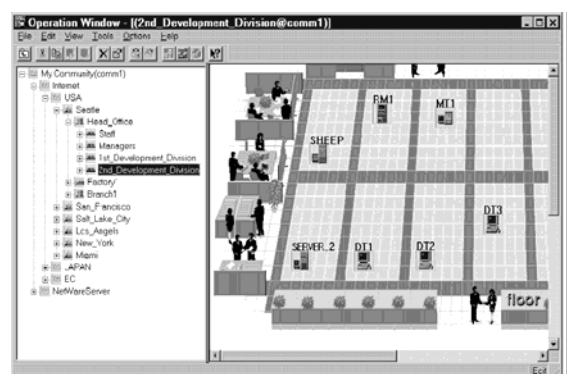 Operation Window - [(2nd_Development_Division@comm1)]
File Edit View Tools Options Help
My Community(comm1)
Internet
USA
Seatle
Head_Office
Staff
Managers
1st_Development_Division
2nd_Development_Division
Factory
Branch1
San_Francisco
Salt_Lake_City
Los_Angels
New_York
Miami
JAPAN
EC
NetWareServer
RM1
MT1
SHEEP
DT3
SERVER_2
DT1
DT2
floor
Edit